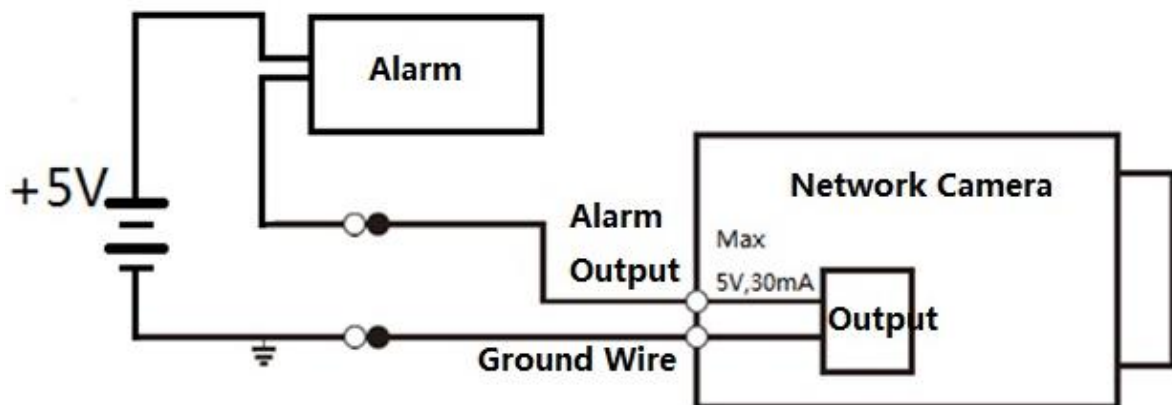 Alarm
+5V
Network Camera
Alarm
Output
Max
5V,30mA
Output
Ground Wire